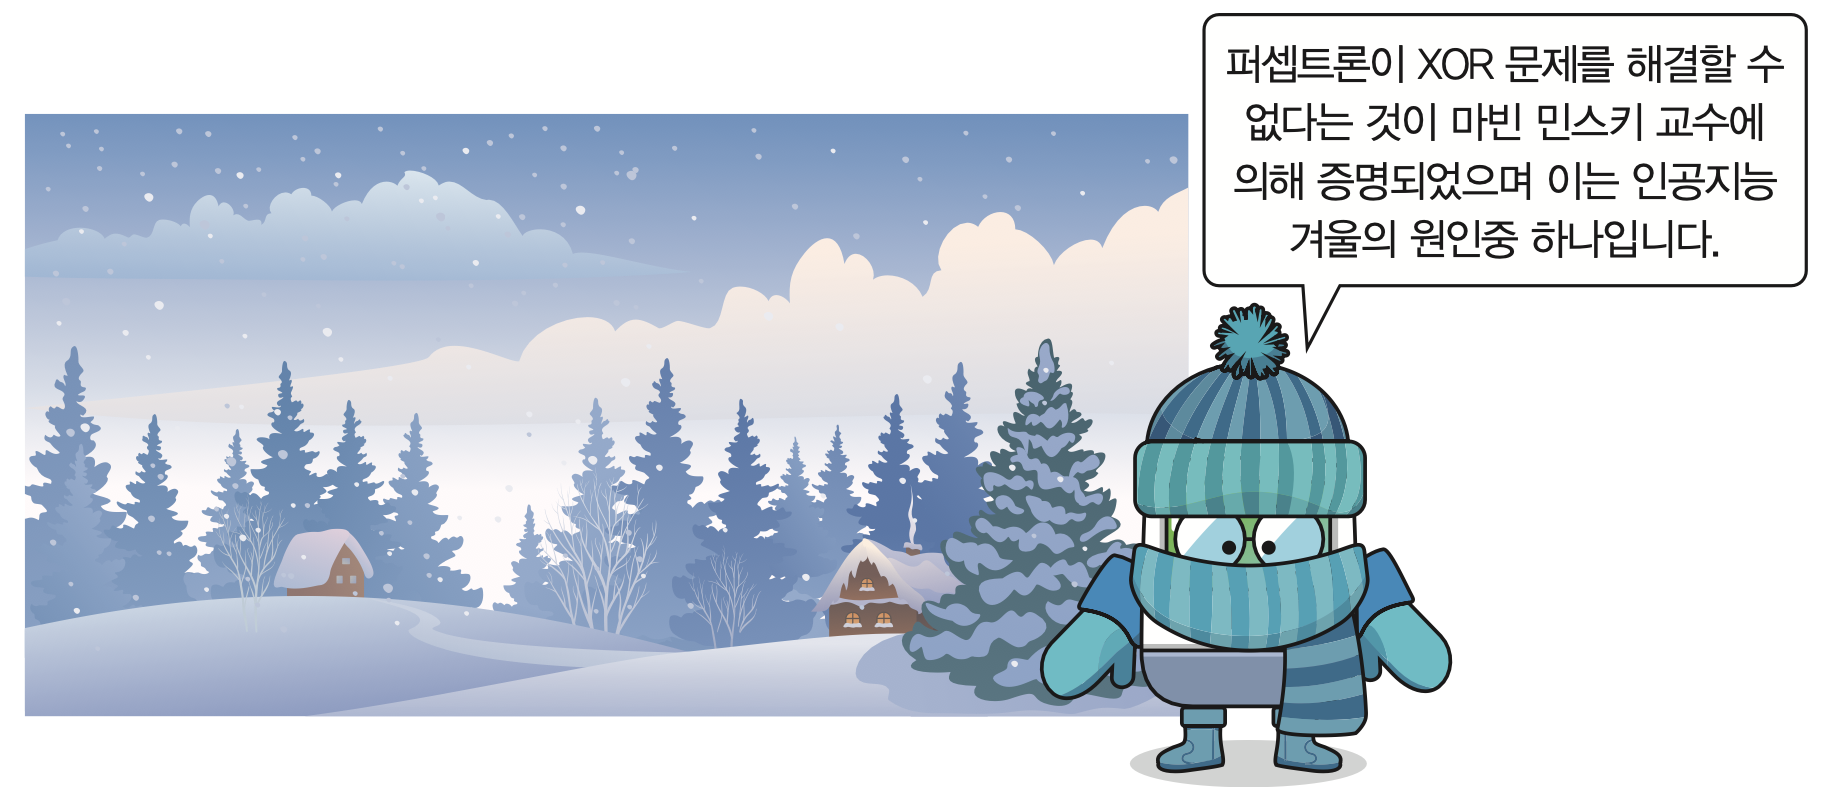 퍼셉트론이 XOR 문제를 해결할 수
없다는 것이 마빈 민스키 교수에
의해 증명되었으며 이는 인공지능
겨울의 원인중 하나입니다.